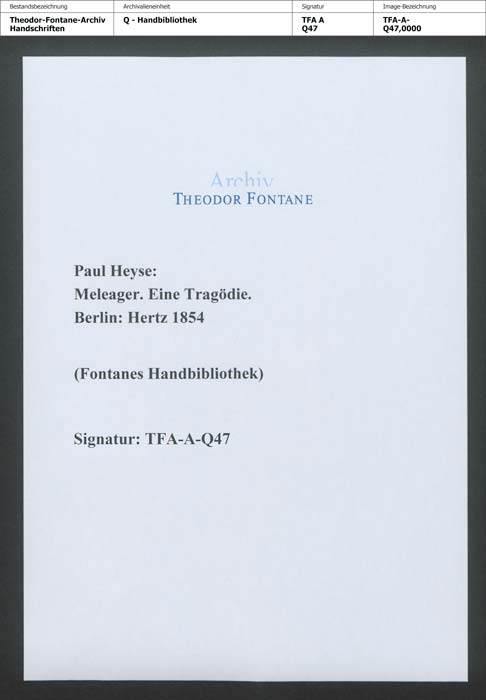 Bestandsbezeichnung
Archivalieneinheit
Signatur
Image-Bezeichnung
Theodor-Fontane-Archiv
Handschriften
Q - Handbibliothek
TFA A
Q47
TFA-A-
Q47,0000
Archiv
THEODOR FONTANE
Paul Heyse:
Meleager. Eine Tragödie.
Berlin: Hertz 1854
(Fontanes Handbibliothek)
Signatur: TFA-A-Q47